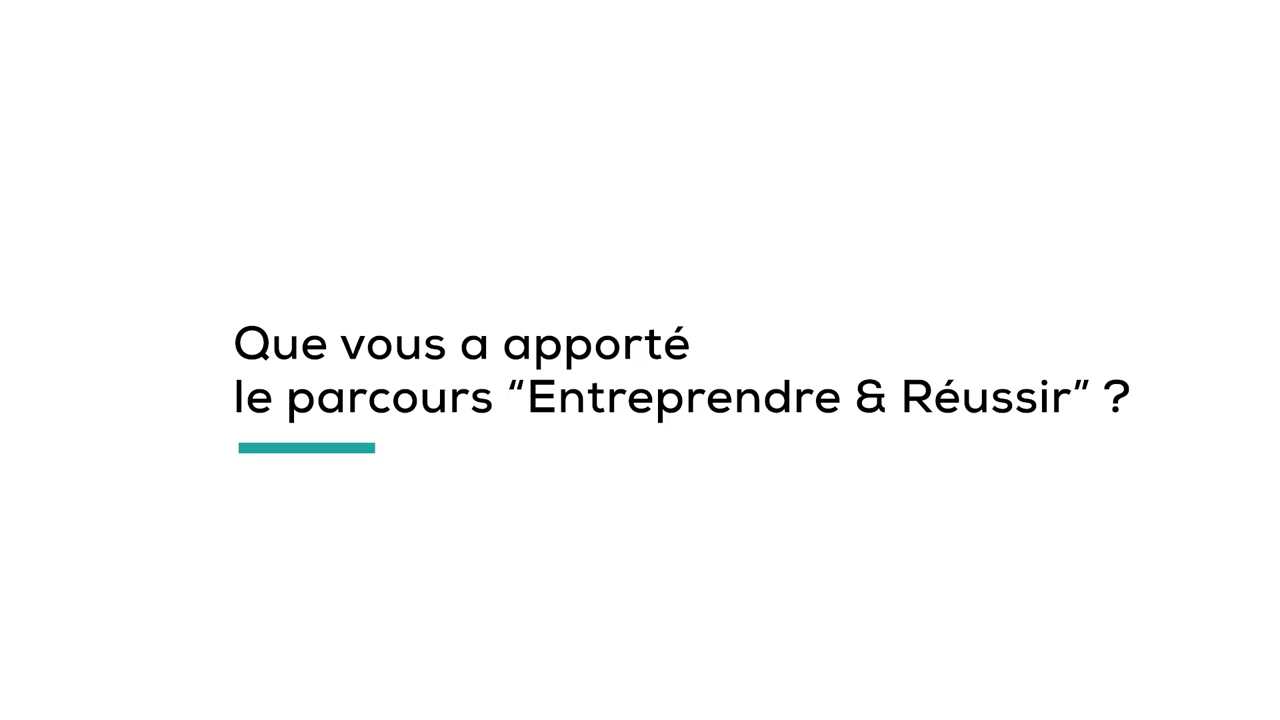 Que vous a apporté
le parcours “Entreprendre & Réussir” ?